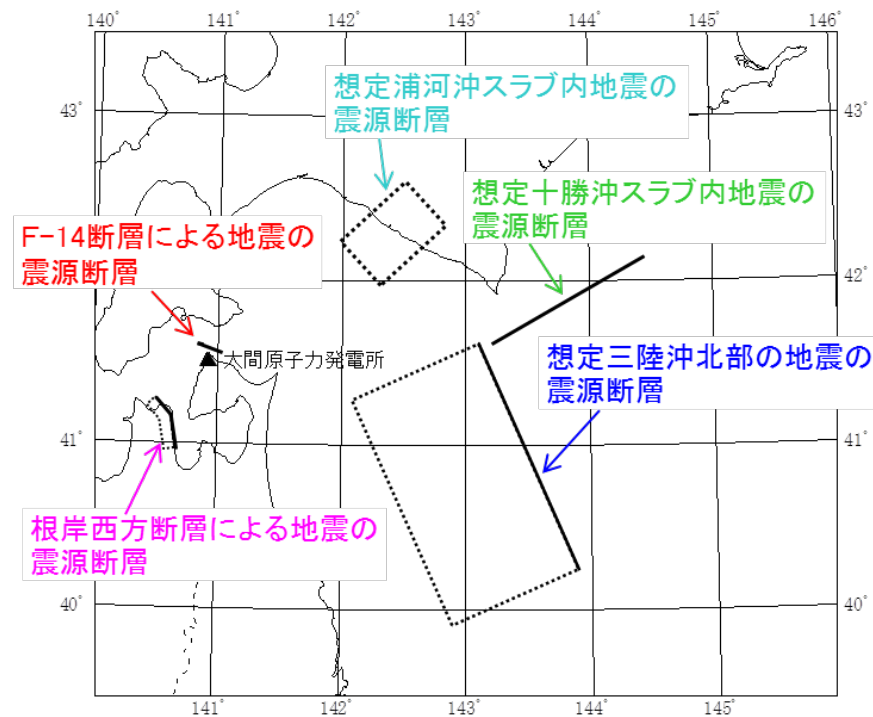 140° 141° 142° 143° 144° 145° 146°
想定浦河沖スラブ内地震の
震源断層
43° 43°
想定十勝沖スラブ内地震の
震源断層
F-14断層による地震の
震源断層
42° 42°
大間原子力発電所
想定三陸沖北部の地震の
震源断層
41° 41°
根岸西方断層による地震の
震源断層
40° 40°
141° 142° 143° 144° 145°